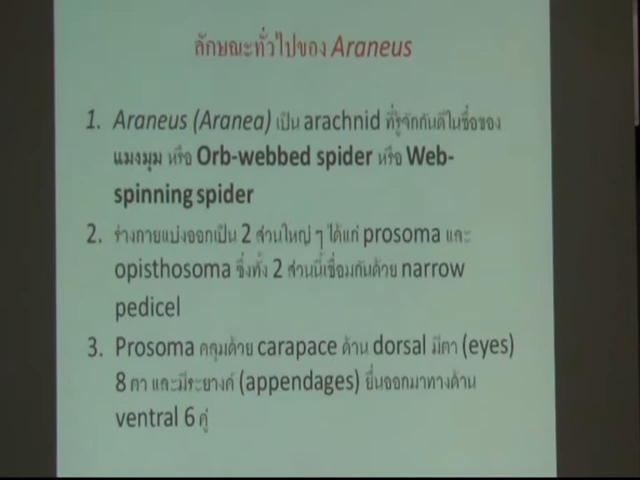 ลักษณะทั่วไปของ Araneus
1. Araneus (Aranea) เป็น arachnid ที่รู้จักกันดีในชื่อของ
แมงมุม หรือ Orb-webbed spider หรือ Web-
spinning spider
2. ร่างกายแบ่งออกเป็น 2 ส่วนใหญ่ ๆ ได้แก่ prosoma และ
opisthosoma ซึ่งทั้ง 2 ส่วนนี้เชื่อมกันด้วย narrow
pedicel
3. Prosoma คลุมด้วย carapace ด้าน dorsal มีตา (eyes)
8 ตา และมีระยางค์ (appendages) ยื่นออกมาทางด้าน
ventral 6 คู่